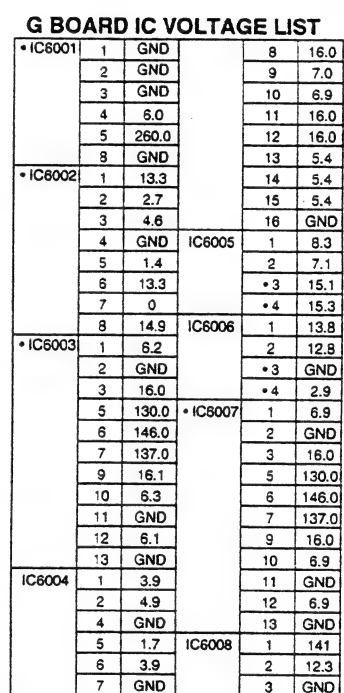 G BOARD IC VOLTAGE LIST
• IC6001 1 GND
2 GND
3 GND
4 6.0
5 260.0
8 GND
• IC6002 1 13.3
2 2.7
3 4.6
4 GND
5 1.4
6 13.3
7 0
8 14.9
• IC6003 1 6.2
2 GND
3 16.0
5 130.0
6 146.0
7 137.0
9 16.1
10 6.3
11 GND
12 6.1
13 GND
IC6004 1 3.9
2 4.9
4 GND
5 1.7
6 3.9
7 GND
8 16.0
9 7.0
10 6.9
11 16.0
12 16.0
13 5.4
14 5.4
15 5.4
16 GND
IC6005 1 8.3
2 7.1
• 3 15.1
• 4 15.3
IC6006 1 13.8
2 12.8
• 3 GND
• 4 2.9
• IC6007 1 6.9
2 GND
3 16.0
5 130.0
6 146.0
7 137.0
9 16.0
10 6.9
11 GND
12 6.9
13 GND
IC6008 1 141
2 12.3
3 GND